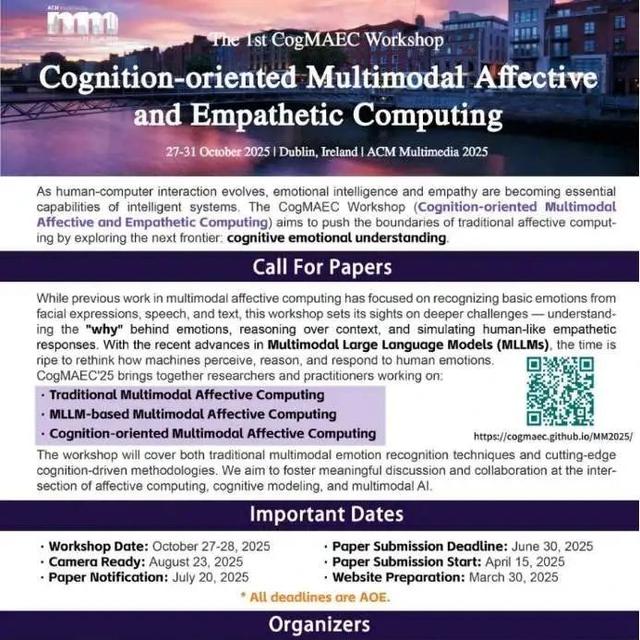 ACM
mm
The 1st CogMAEC Workshop
Cognition-oriented Multimodal Affective
and Empathetic Computing
27-31 October 2025 | Dublin, Ireland | ACM Multimedia 2025
As human-computer interaction evolves, emotional intelligence and empathy are becoming essential
capabilities of intelligent systems. The CogMAEC Workshop (Cognition-oriented Multimodal
Affective and Empathetic Computing) aims to push the boundaries of traditional affective comput-
ing by exploring the next frontier: cognitive emotional understanding.
Call For Papers
While previous work in multimodal affective computing has focused on recognizing basic emotions from
facial expressions, speech, and text, this workshop sets its sights on deeper challenges — understand-
ing the "why" behind emotions, reasoning over context, and simulating human-like empathetic
responses. With the recent advances in Multimodal Large Language Models (MLLMs), the time is
ripe to rethink how machines perceive, reason, and respond to human emotions.
CogMAEC'25 brings together researchers and practitioners working on:
· Traditional Multimodal Affective Computing
· MLLM-based Multimodal Affective Computing
· Cognition-oriented Multimodal Affective Computing
https://cogmaec.github.io/MM2025/
The workshop will cover both traditional multimodal emotion recognition techniques and cutting-edge
cognition-driven methodologies. We aim to foster meaningful discussion and collaboration at the inter-
section of affective computing, cognitive modeling, and multimodal AI.
Important Dates
· Workshop Date: October 27-28, 2025
· Camera Ready: August 23, 2025
· Paper Notification: July 20, 2025
· Paper Submission Deadline: June 30, 2025
· Paper Submission Start: April 15, 2025
· Website Preparation: March 30, 2025
* All deadlines are AOE.
Organizers